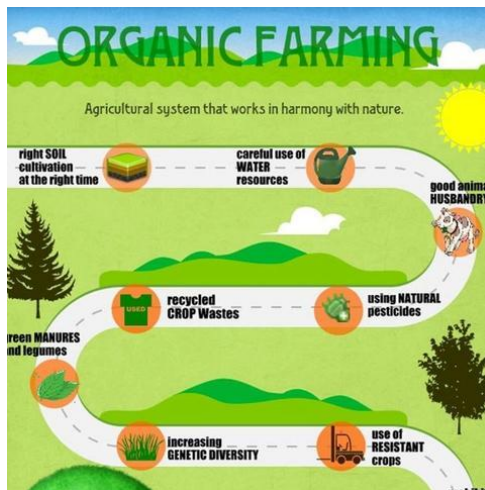 ORGANIC FARMING
Agricultural system that works in harmony with nature.
right SOIL
cultivation
at the right time
careful use of
WATER
resources
good anima
HUSBANDRY
recycled
CROP Wastes
USED
using NATURAL
pesticides
reen MANURES
nd legumes
increasing
GENETIC DIVERSITY
use of
RESISTANT
crops